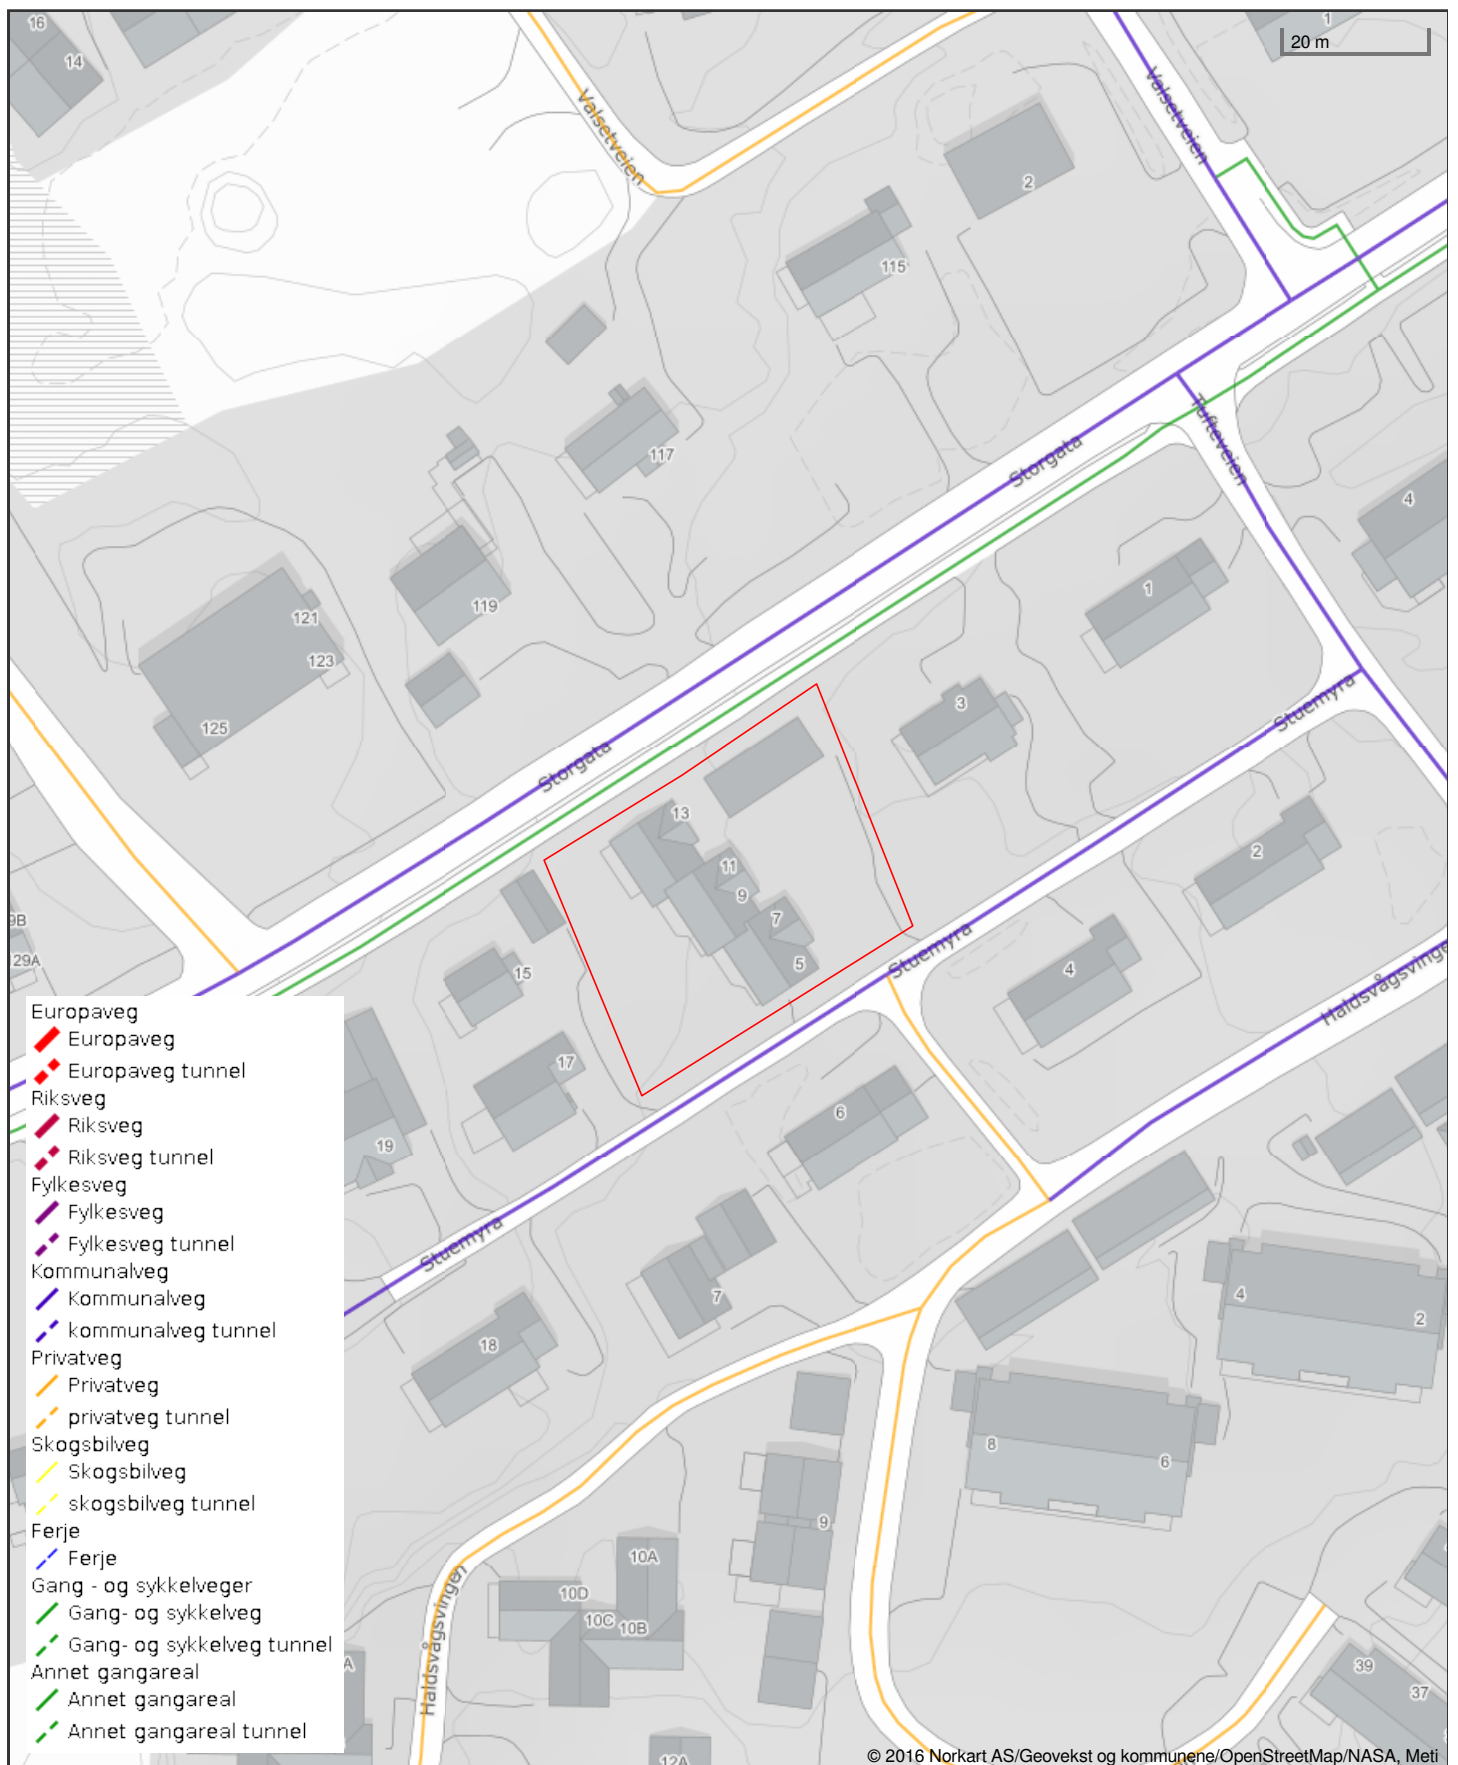 16
14
1
20 m
Valsetveien
Valsetveien
2
115
117
Storgata
Tufteveien
4
119
1
121
123
125
3
Stuemyra
Storgata
13
11
9
7
5
2
9B
29A
15
Stuemyra
4
Haldsvågsvinge
17
6
19
Stuemyra
7
18
4
2
8
6
9
10A
10D
10C
10B
Haldsvågsvingen
A
39
37
12A
Europaveg
Europaveg
Europaveg tunnel
Riksveg
Riksveg
Riksveg tunnel
Fylkesveg
Fylkesveg
Fylkesveg tunnel
Kommunalveg
Kommunalveg
kommunalveg tunnel
Privatveg
Privatveg
privatveg tunnel
Skogsbilveg
Skogsbilveg
skogsbilveg tunnel
Ferje
Ferje
Gang - og sykkelveger
Gang- og sykkelveg
Gang- og sykkelveg tunnel
Annet gangareal
Annet gangareal
Annet gangareal tunnel
© 2016 Norkart AS/Geovekst og kommunene/OpenStreetMap/NASA, Meti